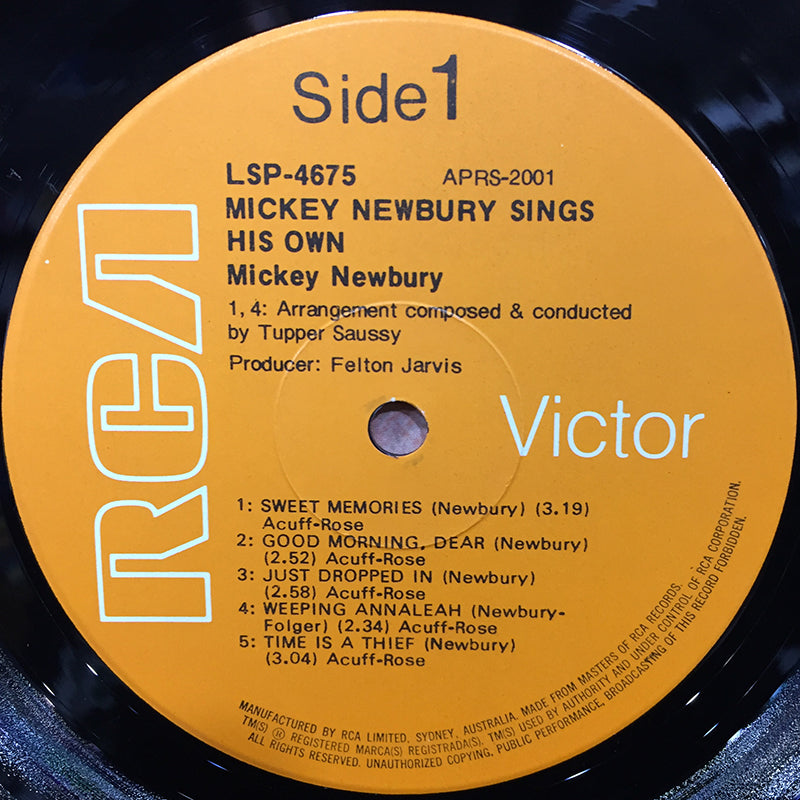 Side 1
LSP-4675 APRS-2001
MICKEY NEWBURY SINGS
HIS OWN
Mickey Newbury
1, 4: Arrangement composed & conducted
by Tupper Saussy
Producer: Felton Jarvis
RCA
Victor
1: SWEET MEMORIES (Newbury) (3.19)
Acuff-Rose
2: GOOD MORNING, DEAR (Newbury)
(2.52) Acuff-Rose
3: JUST DROPPED IN (Newbury)
(2.58) Acuff-Rose
4: WEEPING ANNALEAH (Newbury-
Folger) (2.34) Acuff-Rose
5: TIME IS A THIEF (Newbury)
(3.04) Acuff-Rose
MANUFACTURED BY RCA LIMITED, SYDNEY, AUSTRALIA. MADE FROM MASTERS OF RCA RECORDS.
TM(S) ® REGISTERED MARCA(S) REGISTRADA(S). TM(S) USED BY AUTHORITY AND UNDER CONTROL OF RCA CORPORATION.
ALL RIGHTS RESERVED. UNAUTHORIZED COPYING, PUBLIC PERFORMANCE, BROADCASTING OF THIS RECORD FORBIDDEN.